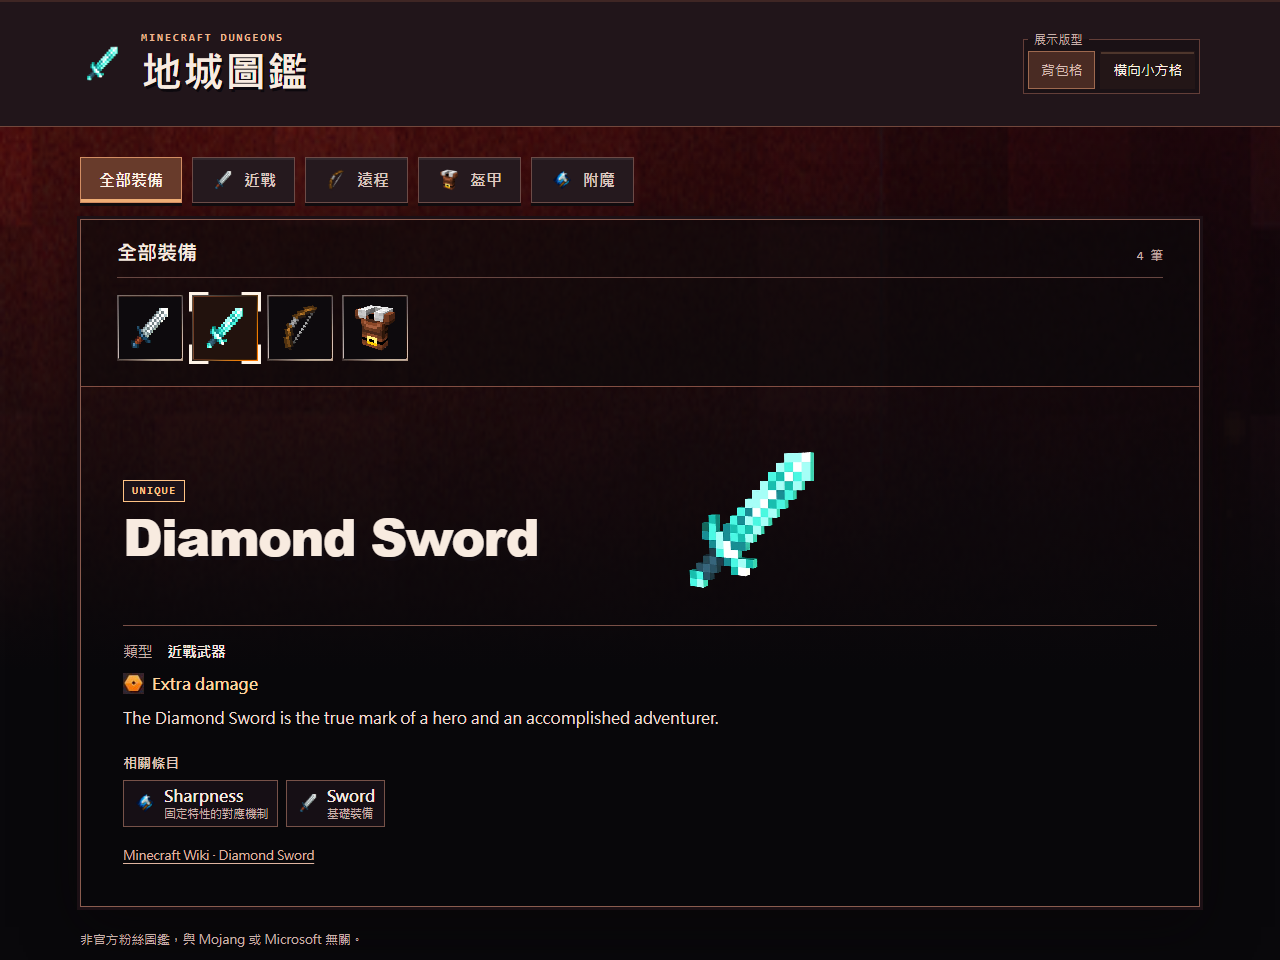 MINECRAFT DUNGEONS
地城圖鑑
展示版型
背包格
橫向小方格
全部裝備
近戰
遠程
盔甲
附魔
全部裝備
4 筆
UNIQUE
Diamond Sword
類型 近戰武器
Extra damage
The Diamond Sword is the true mark of a hero and an accomplished adventurer.
相關條目
Sharpness
固定特性的對應機制
Sword
基礎裝備
Minecraft Wiki · Diamond Sword
非官方粉絲圖鑑，與 Mojang 或 Microsoft 無關。